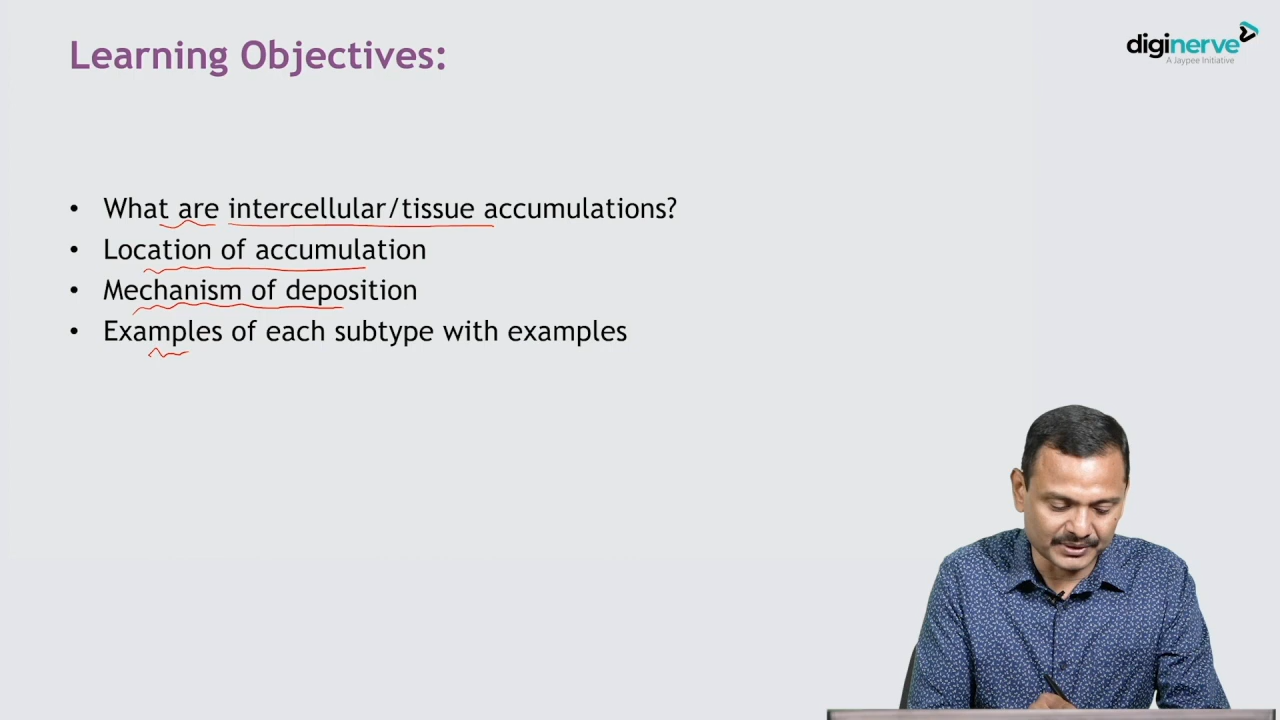 Learning Objectives:
diginerve
A Jaypee Initiative
• What are intercellular/tissue accumulations?
• Location of accumulation
• Mechanism of deposition
• Examples of each subtype with examples